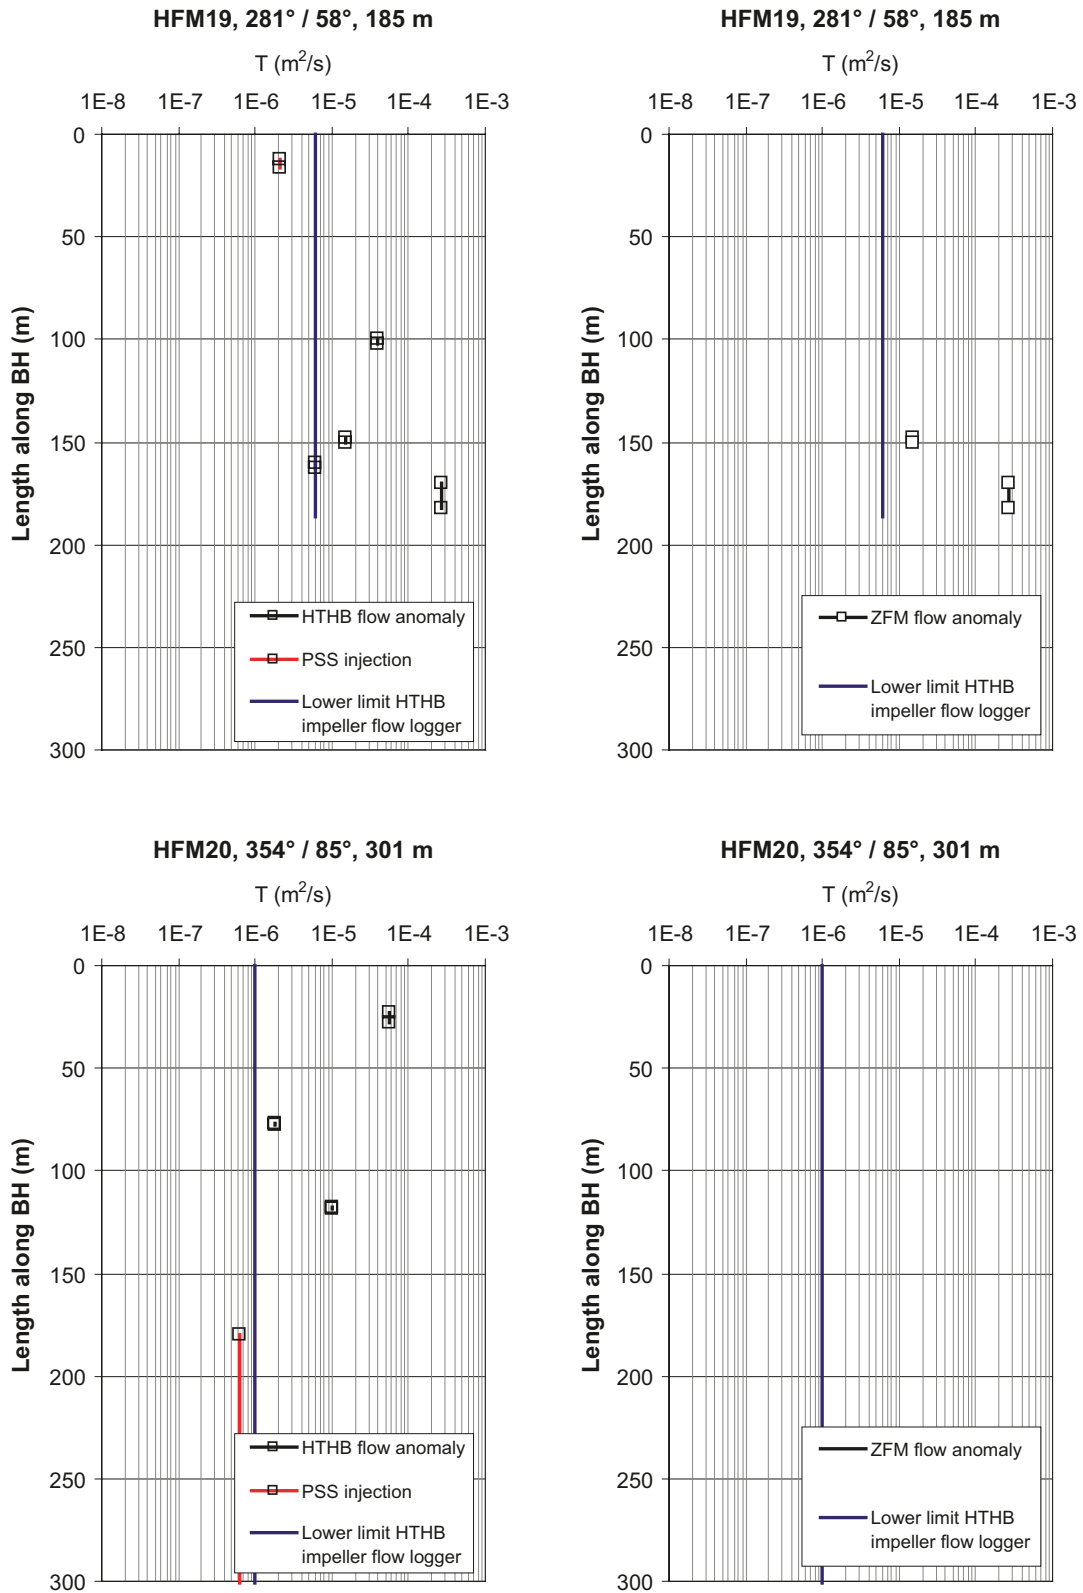 HFM19, 281° / 58°, 185 m
T (m²/s)
1E-8 1E-7 1E-6 1E-5 1E-4 1E-3
0
50
100
150
200
250
300
Length along BH (m)
HTHB flow anomaly
PSS injection
Lower limit HTHB
impeller flow logger
HFM19, 281° / 58°, 185 m
T (m²/s)
1E-8 1E-7 1E-6 1E-5 1E-4 1E-3
0
50
100
150
200
250
300
Length along BH (m)
ZFM flow anomaly
Lower limit HTHB
impeller flow logger
HFM20, 354° / 85°, 301 m
T (m²/s)
1E-8 1E-7 1E-6 1E-5 1E-4 1E-3
0
50
100
150
200
250
300
Length along BH (m)
HTHB flow anomaly
PSS injection
Lower limit HTHB
impeller flow logger
HFM20, 354° / 85°, 301 m
T (m²/s)
1E-8 1E-7 1E-6 1E-5 1E-4 1E-3
0
50
100
150
200
250
300
Length along BH (m)
ZFM flow anomaly
Lower limit HTHB
impeller flow logger